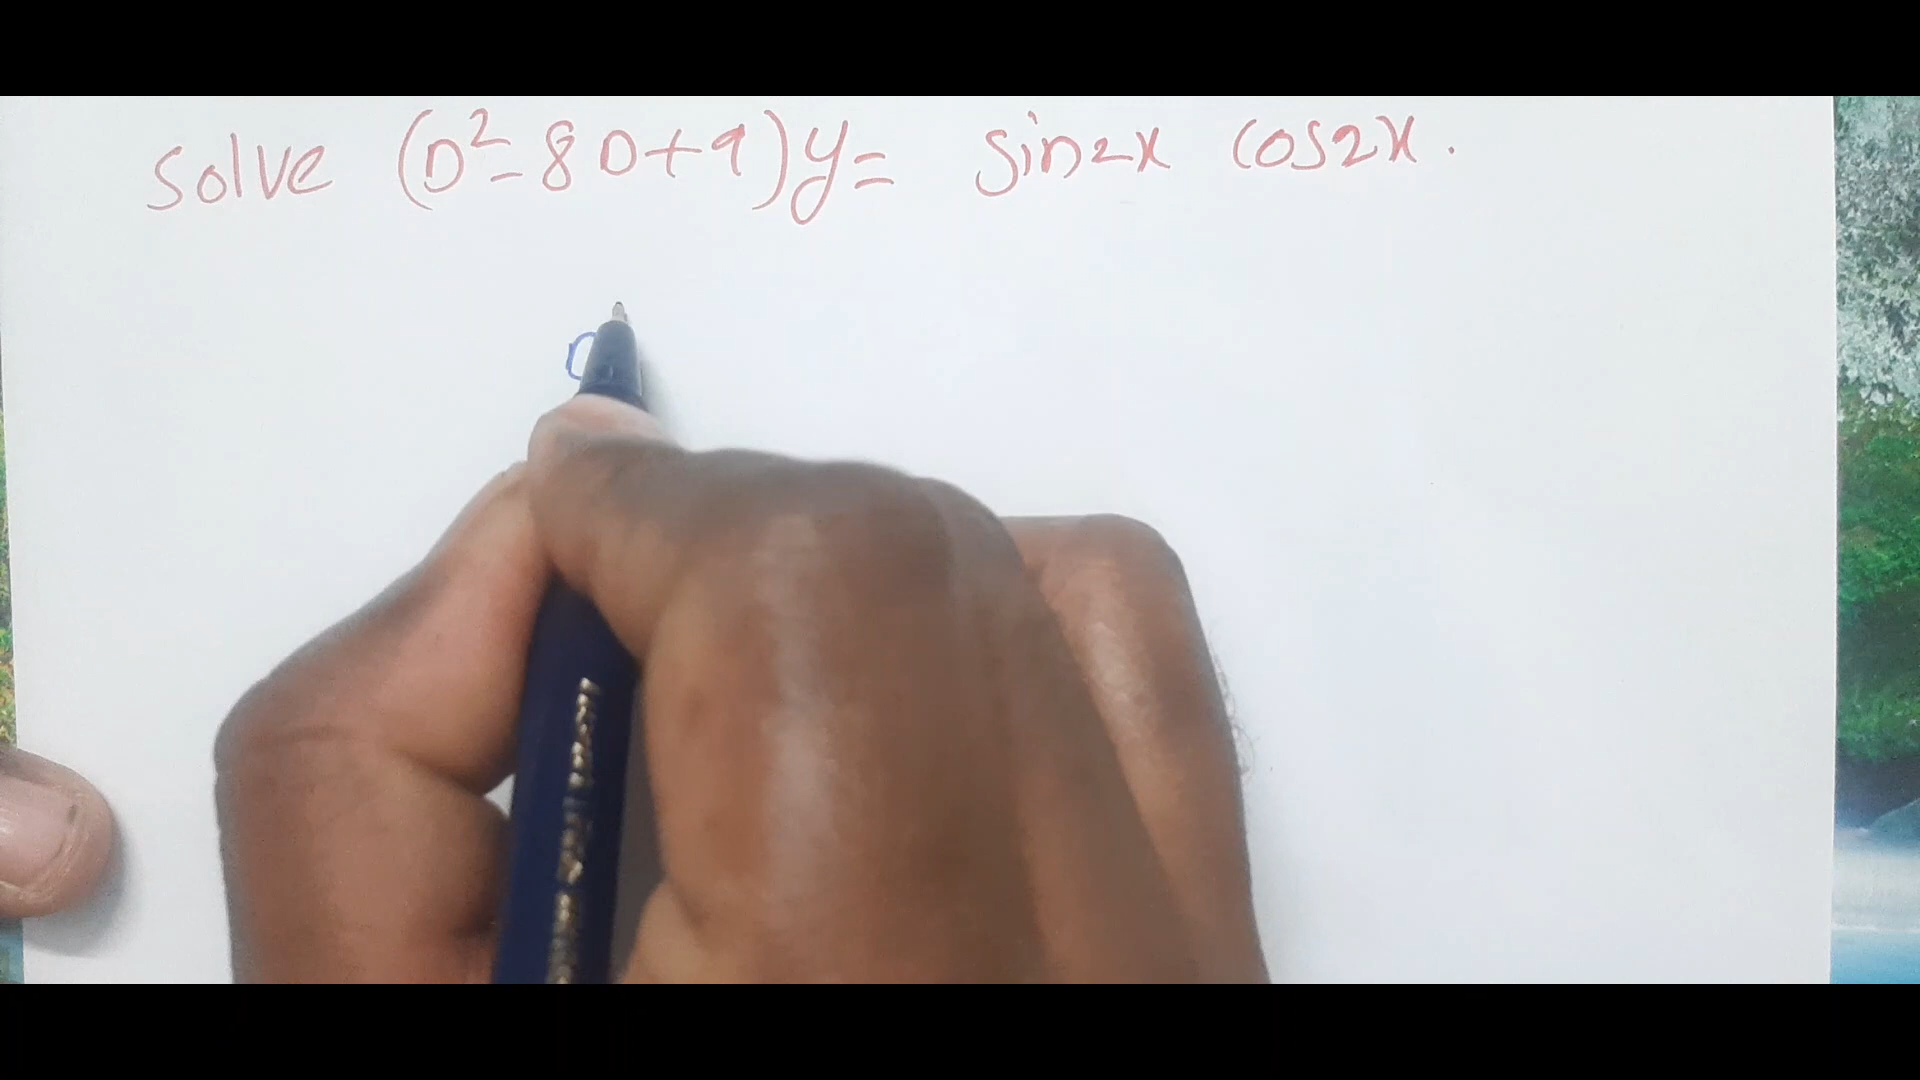 Solve (D²-8D+9)y= sin2x cos2x.